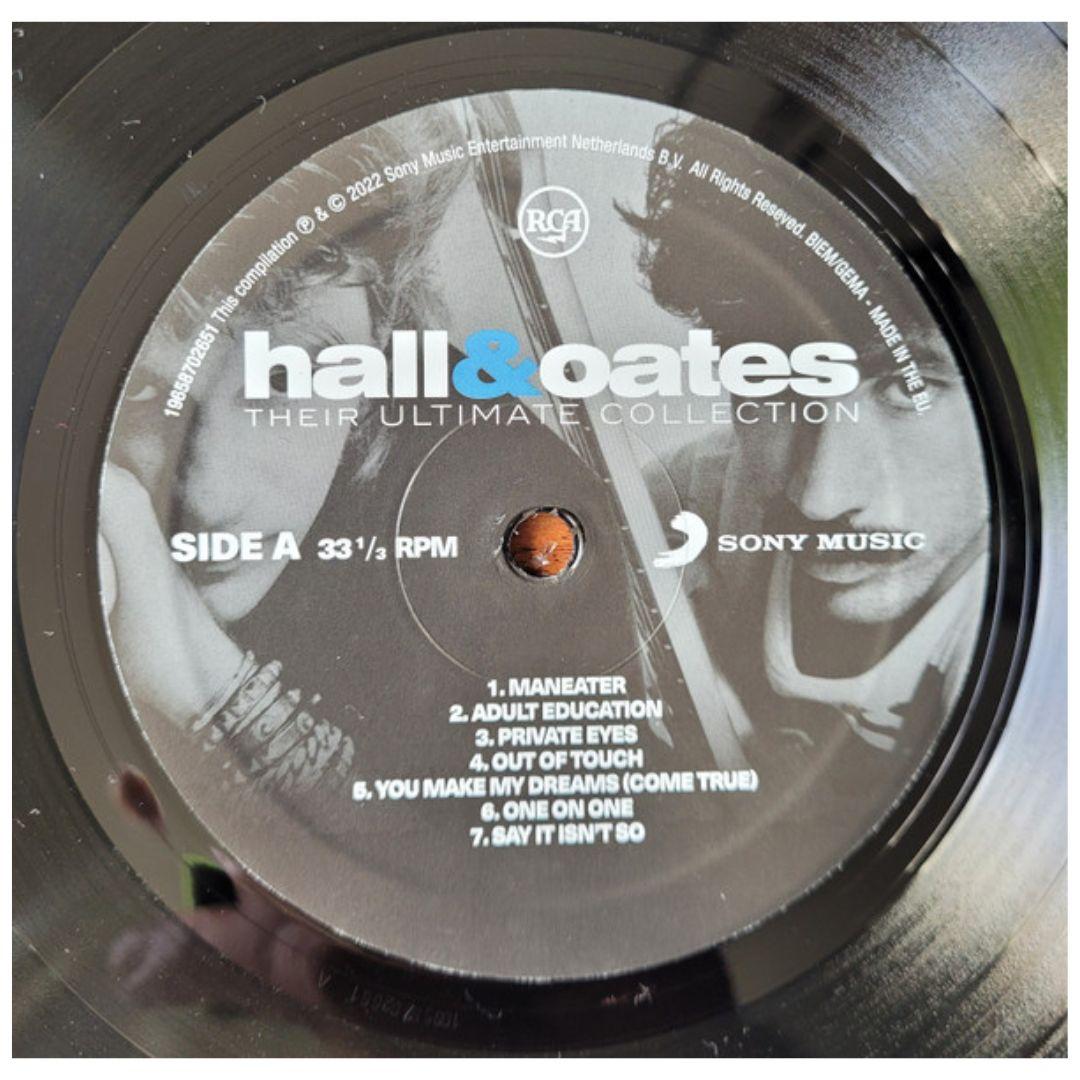 19658702651 This compilation ℗ & © 2022 Sony Music Entertainment Netherlands B.V. All Rights Reseved. BIEM/GEMA - MADE IN THE EU.
RCA
hall&oates
THEIR ULTIMATE COLLECTION
SIDE A 33 1/3 RPM
SONY MUSIC
1. MANEATER
2. ADULT EDUCATION
3. PRIVATE EYES
4. OUT OF TOUCH
5. YOU MAKE MY DREAMS (COME TRUE)
6. ONE ON ONE
7. SAY IT ISN'T SO